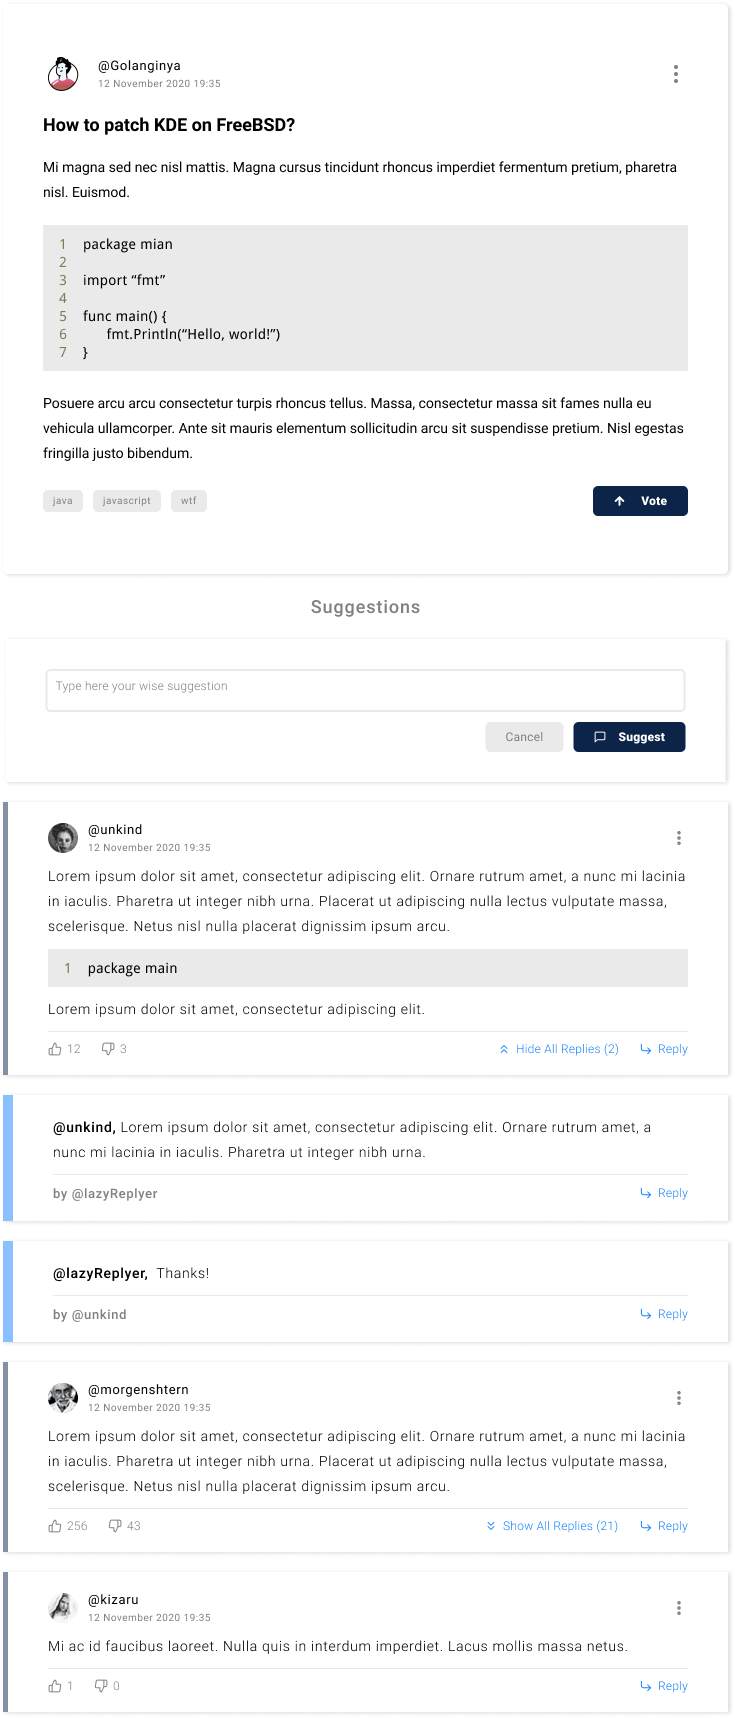 @Golanginya
12 November 2020 19:35
How to patch KDE on FreeBSD?
Mi magna sed nec nisl mattis. Magna cursus tincidunt rhoncus imperdiet fermentum pretium, pharetra
nisl. Euismod.
1 package mian
2
3 import “fmt”
4
5 func main() {
6 fmt.Println(“Hello, world!”)
7 }
Posuere arcu arcu consectetur turpis rhoncus tellus. Massa, consectetur massa sit fames nulla eu
vehicula ullamcorper. Ante sit mauris elementum sollicitudin arcu sit suspendisse pretium. Nisl egestas
fringilla justo bibendum.
java javascript wtf Vote
Suggestions
Type here your wise suggestion
Cancel Suggest
@unkind
12 November 2020 19:35
Lorem ipsum dolor sit amet, consectetur adipiscing elit. Ornare rutrum amet, a nunc mi lacinia
in iaculis. Pharetra ut integer nibh urna. Placerat ut adipiscing nulla lectus vulputate massa,
scelerisque. Netus nisl nulla placerat dignissim ipsum arcu.
1 package main
Lorem ipsum dolor sit amet, consectetur adipiscing elit.
12 3 Hide All Replies (2) Reply
@unkind, Lorem ipsum dolor sit amet, consectetur adipiscing elit. Ornare rutrum amet, a
nunc mi lacinia in iaculis. Pharetra ut integer nibh urna.
by @lazyReplyer Reply
@lazyReplyer, Thanks!
by @unkind Reply
@morgenshtern
12 November 2020 19:35
Lorem ipsum dolor sit amet, consectetur adipiscing elit. Ornare rutrum amet, a nunc mi lacinia
in iaculis. Pharetra ut integer nibh urna. Placerat ut adipiscing nulla lectus vulputate massa,
scelerisque. Netus nisl nulla placerat dignissim ipsum arcu.
256 43 Show All Replies (21) Reply
@kizaru
12 November 2020 19:35
Mi ac id faucibus laoreet. Nulla quis in interdum imperdiet. Lacus mollis massa netus.
1 0 Reply